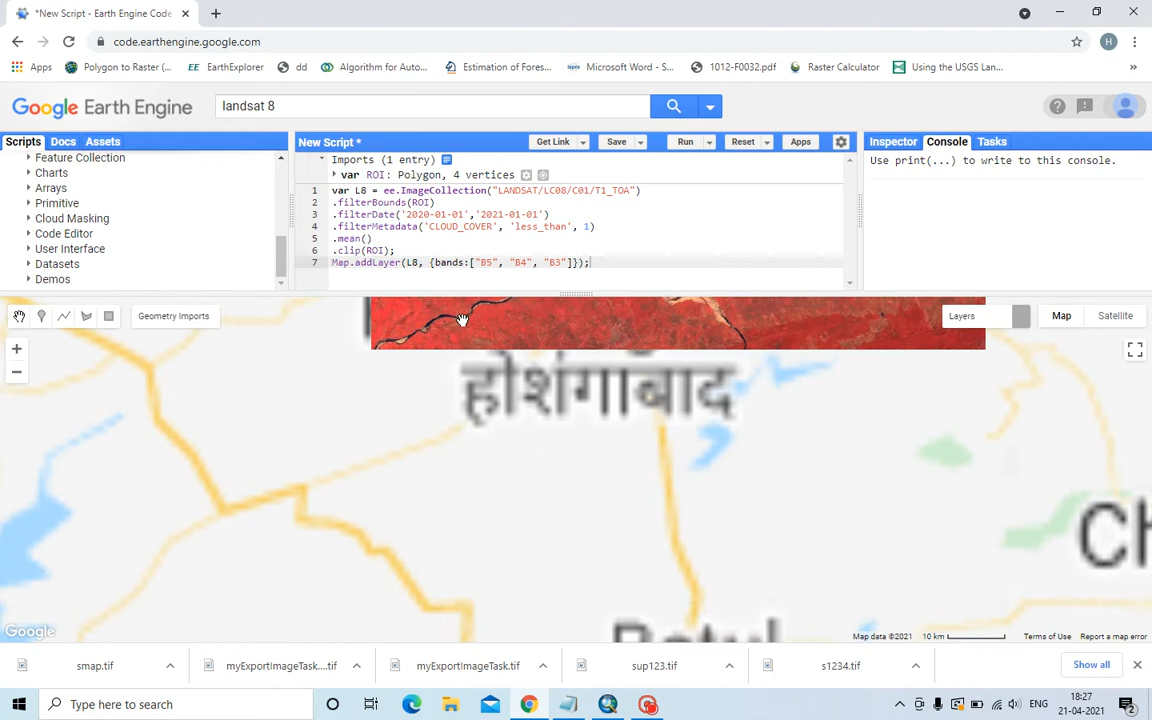 *New Script - Earth Engine Code
code.earthengine.google.com
H
Apps
Polygon to Raster (...
EE EarthExplorer
dd
Algorithm for Auto...
Estimation of Fores...
Microsoft Word - S...
1012-F0032.pdf
Raster Calculator
Using the USGS Lan...
»
Google Earth Engine
landsat 8
Scripts Docs Assets
New Script *
Get Link Save Run Reset Apps
Inspector Console Tasks
Feature Collection
Charts
Arrays
Primitive
Cloud Masking
Code Editor
User Interface
Datasets
Demos
Imports (1 entry)
var ROI: Polygon, 4 vertices
1 var L8 = ee.ImageCollection("LANDSAT/LC08/C01/T1_TOA")
2 .filterBounds(ROI)
3 .filterDate('2020-01-01','2021-01-01')
4 .filterMetadata('CLOUD_COVER', 'less_than', 1)
5 .mean()
6 .clip(ROI);
7 Map.addLayer(L8, {bands:["B5", "B4", "B3"]});
Use print(...) to write to this console.
Geometry Imports
Layers
Map Satellite
होशंगाबाद
Ch
Betul
Google
Map data ©2021 10 km Terms of Use Report a map error
smap.tif
myExportImageTask....tif
myExportImageTask.tif
sup123.tif
s1234.tif
Show all
Type here to search
ENG
18:27
21-04-2021
2